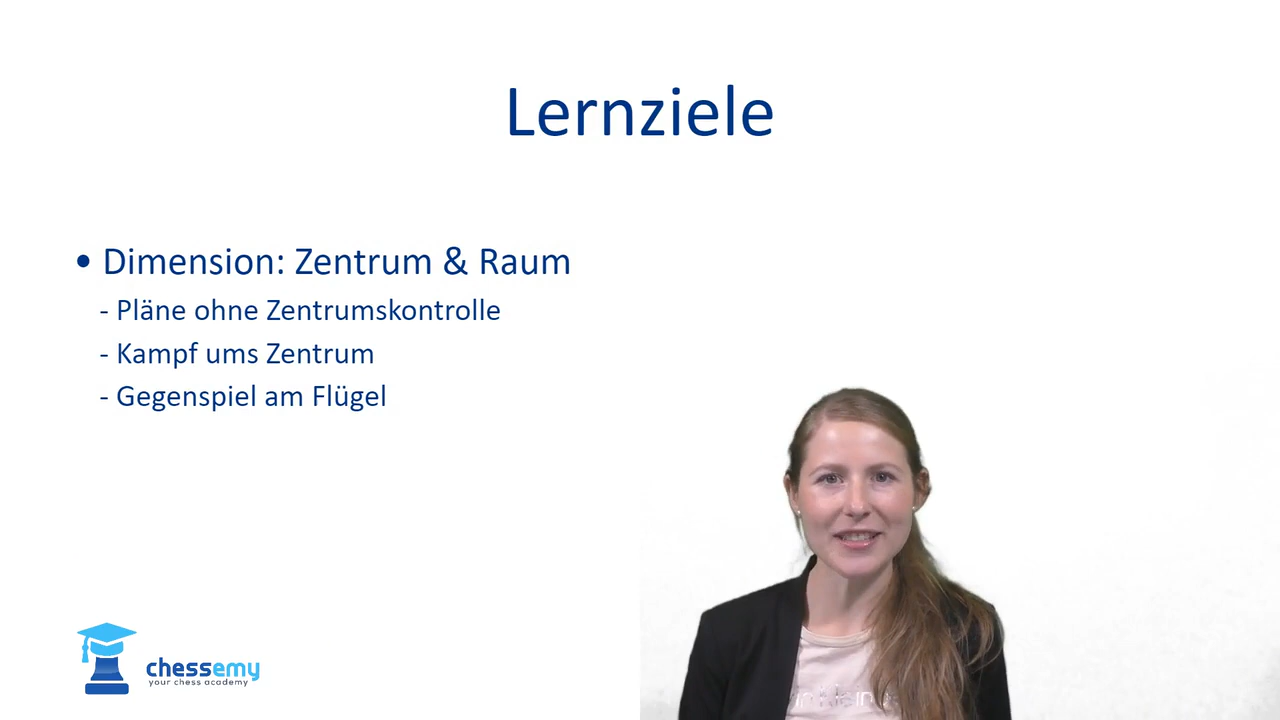 Lernziele
• Dimension: Zentrum & Raum
- Pläne ohne Zentrumskontrolle
- Kampf ums Zentrum
- Gegenspiel am Flügel
chessemy
your chess academy